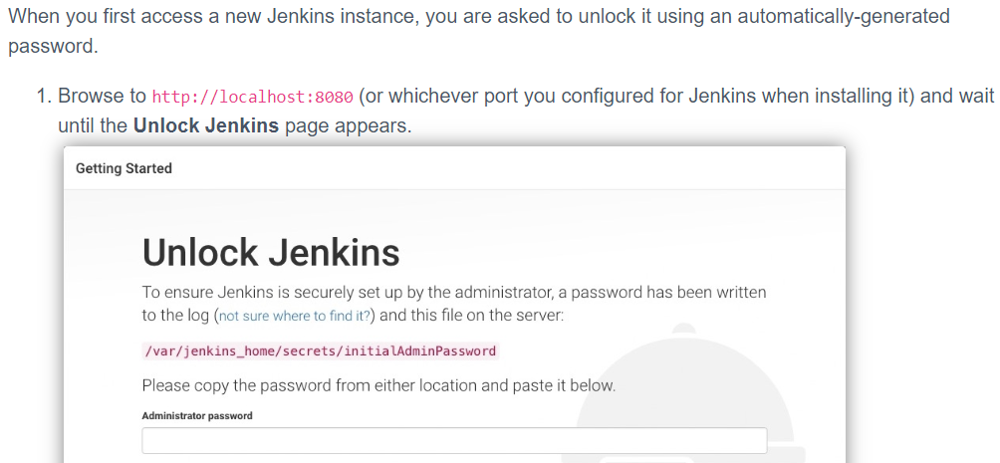 When you first access a new Jenkins instance, you are asked to unlock it using an automatically-generated
password.
1. Browse to http://localhost:8080 (or whichever port you configured for Jenkins when installing it) and wait
until the Unlock Jenkins page appears.
Getting Started
Unlock Jenkins
To ensure Jenkins is securely set up by the administrator, a password has been written
to the log (not sure where to find it?) and this file on the server:
/var/jenkins_home/secrets/initialAdminPassword
Please copy the password from either location and paste it below.
Administrator password